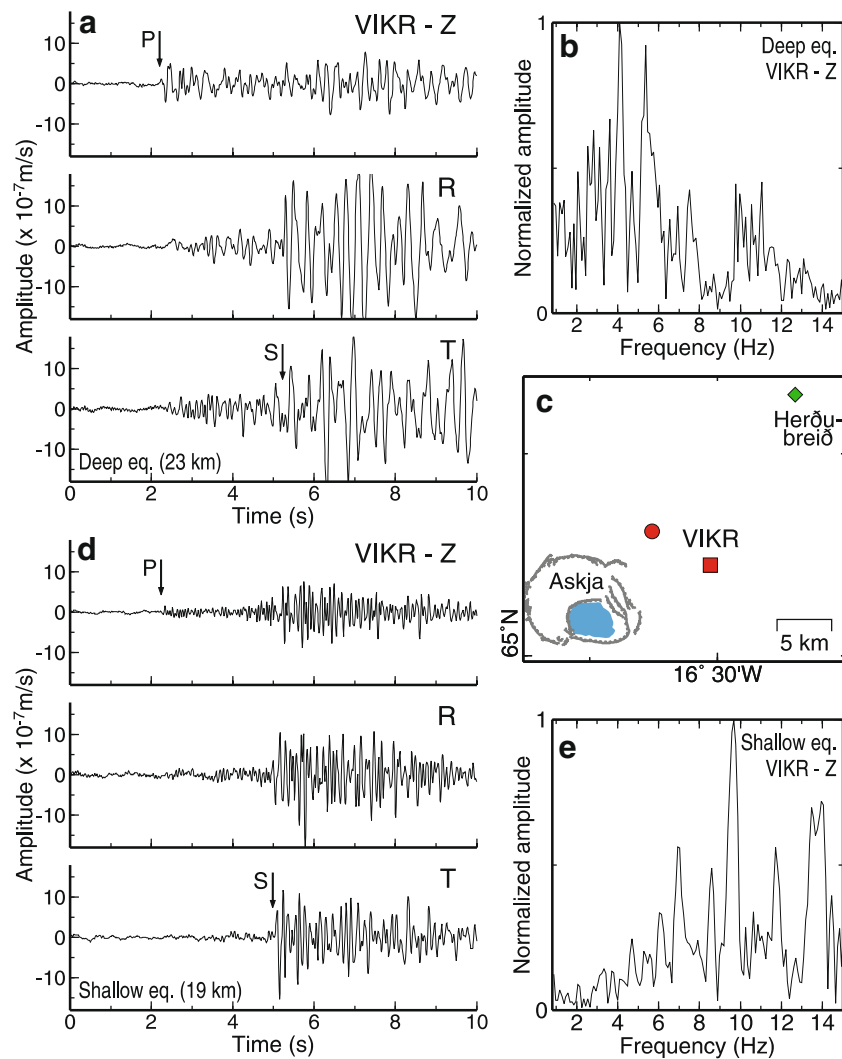 a
VIKR - Z
P
10
0
-10
R
10
0
-10
Amplitude (x 10-7m/s)
T
S
10
0
-10
Deep eq. (23 km)
0 2 4 6 8 10
Time (s)
b
Deep eq.
VIKR - Z
1
0
Normalized amplitude
2 4 6 8 10 12 14
Frequency (Hz)
c
Herðu-
breið
VIKR
Askja
5 km
65°N
16° 30'W
d
VIKR - Z
P
10
0
-10
R
10
0
-10
Amplitude (x 10-7m/s)
T
S
10
0
-10
Shallow eq. (19 km)
0 2 4 6 8 10
Time (s)
e
Shallow eq.
VIKR - Z
1
0
Normalized amplitude
2 4 6 8 10 12 14
Frequency (Hz)